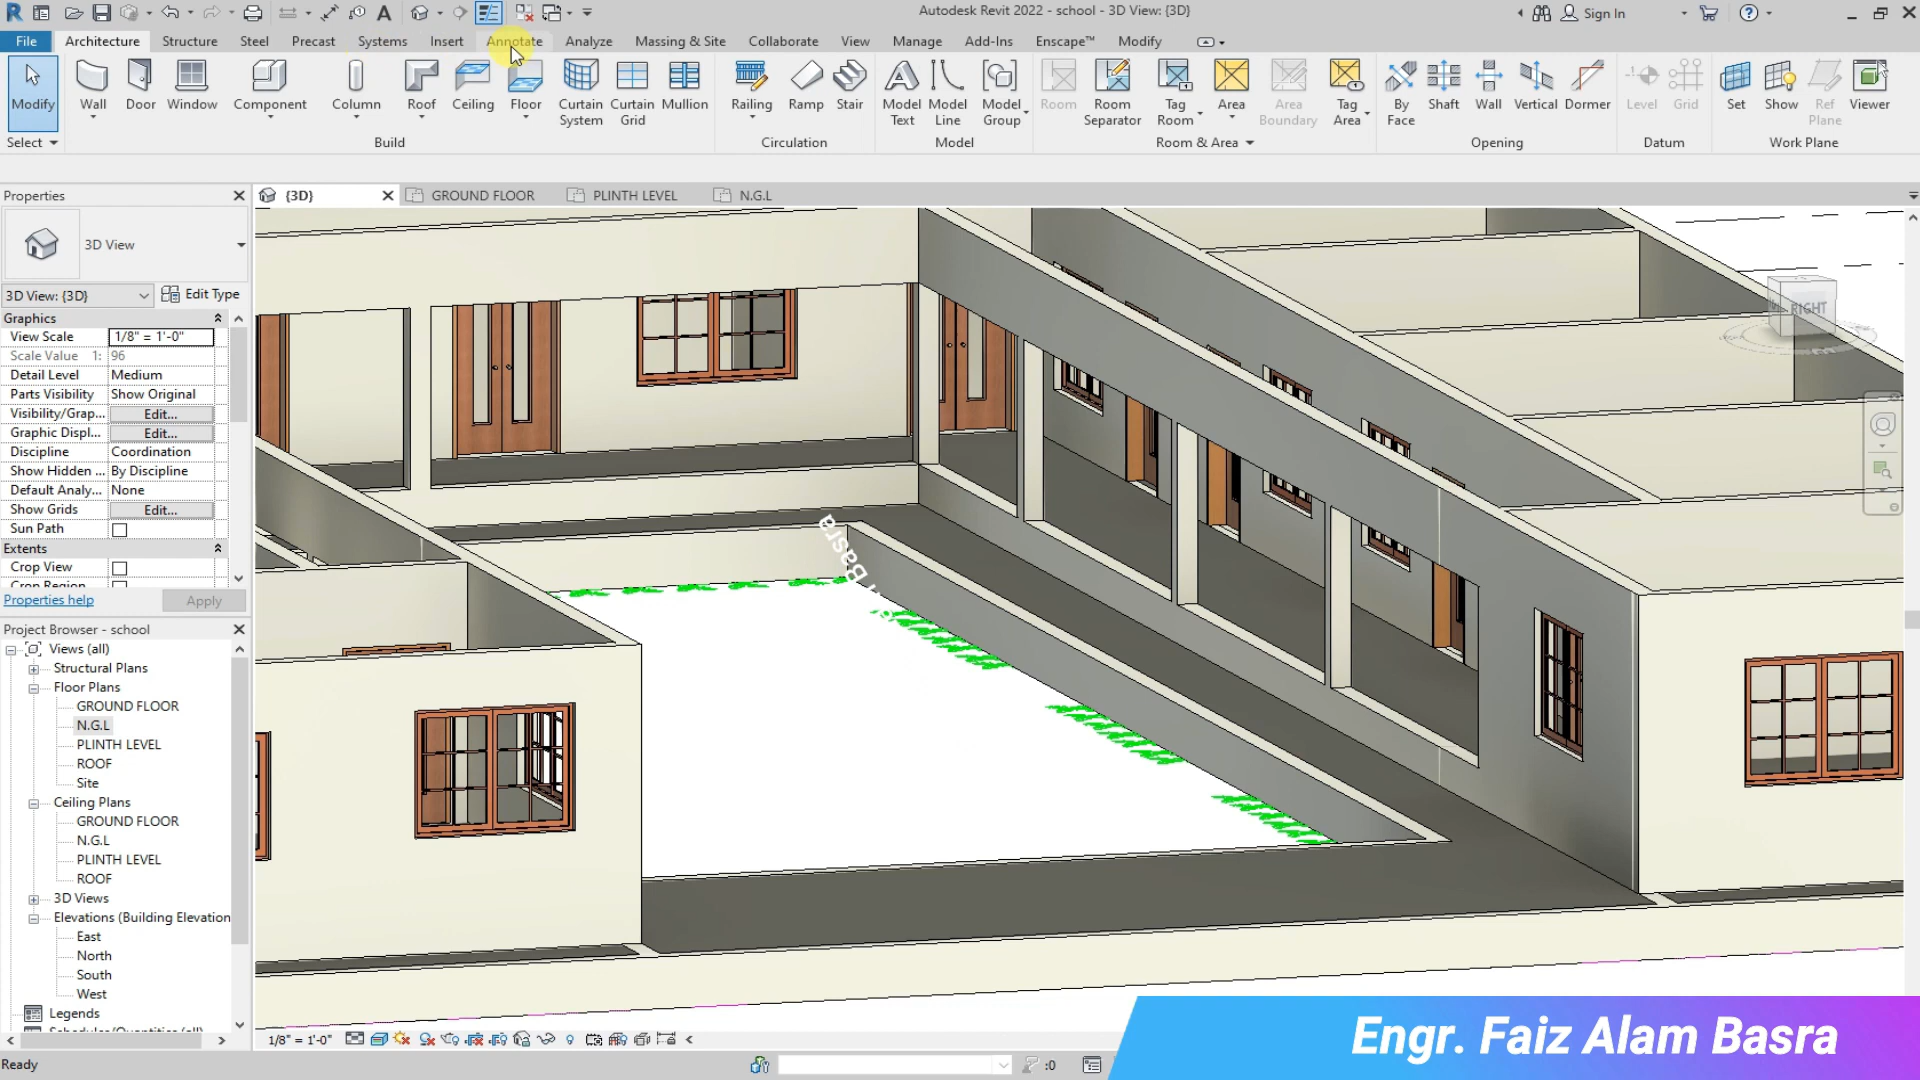 Autodesk Revit 2022 - school - 3D View: {3D}
Sign In
File Architecture Structure Steel Precast Systems Insert Annotate Analyze Massing & Site Collaborate View Manage Add-Ins Enscape™ Modify
Modify Wall Door Window Component Column Roof Ceiling Floor Curtain System Curtain Grid Mullion Railing Ramp Stair Model Text Model Line Model Group Room Room Separator Tag Room Area Area Boundary Tag Area By Face Shaft Wall Vertical Dormer Level Grid Set Show Ref Plane Viewer
Select Build Circulation Model Room & Area Opening Datum Work Plane
Properties
{3D} GROUND FLOOR PLINTH LEVEL N.G.L
3D View
3D View: {3D} Edit Type
Graphics
View Scale 1/8" = 1'-0"
Scale Value 1: 96
Detail Level Medium
Parts Visibility Show Original
Visibility/Grap... Edit...
Graphic Displ... Edit...
Discipline Coordination
Show Hidden ... By Discipline
Default Analy... None
Show Grids Edit...
Sun Path
Extents
Crop View
Crop Region
Properties help Apply
Project Browser - school
Views (all)
Structural Plans
Floor Plans
GROUND FLOOR
N.G.L
PLINTH LEVEL
ROOF
Site
Ceiling Plans
GROUND FLOOR
N.G.L
PLINTH LEVEL
ROOF
3D Views
Elevations (Building Elevation
East
North
South
West
Legends
Schedules/Quantities (all)
RIGHT
Basra
1/8" = 1'-0"
Ready
:0
Engr. Faiz Alam Basra